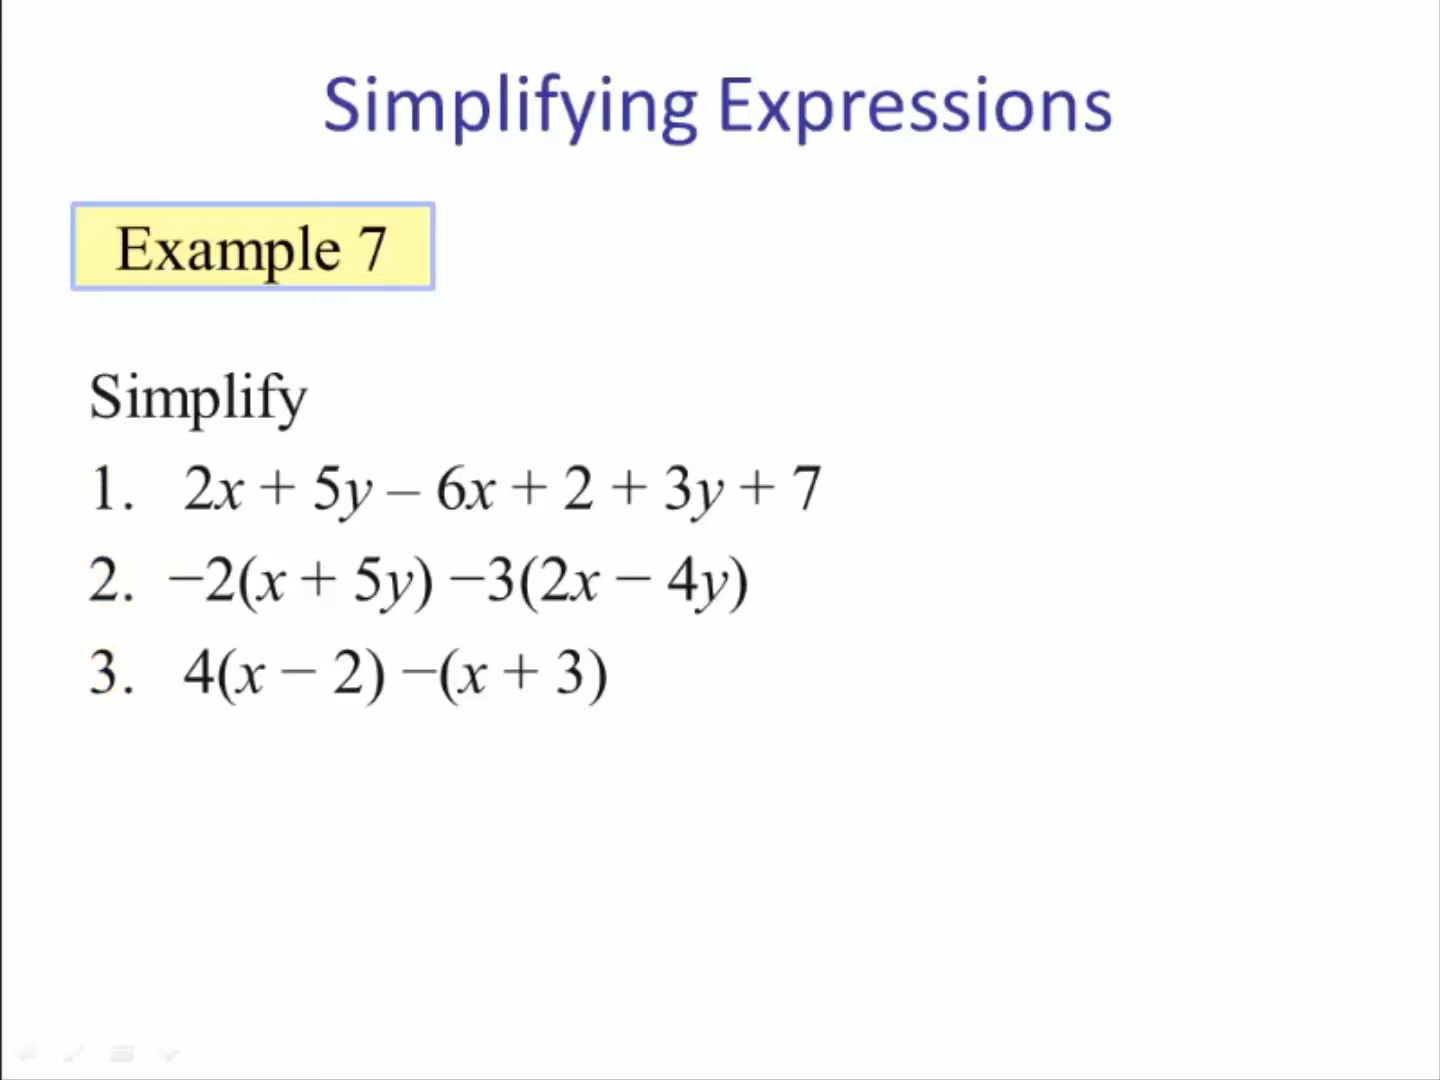 Simplifying Expressions
Example 7
Simplify
1. 2x + 5y – 6x + 2 + 3y + 7
2. −2(x + 5y) −3(2x − 4y)
3. 4(x − 2) −(x + 3)